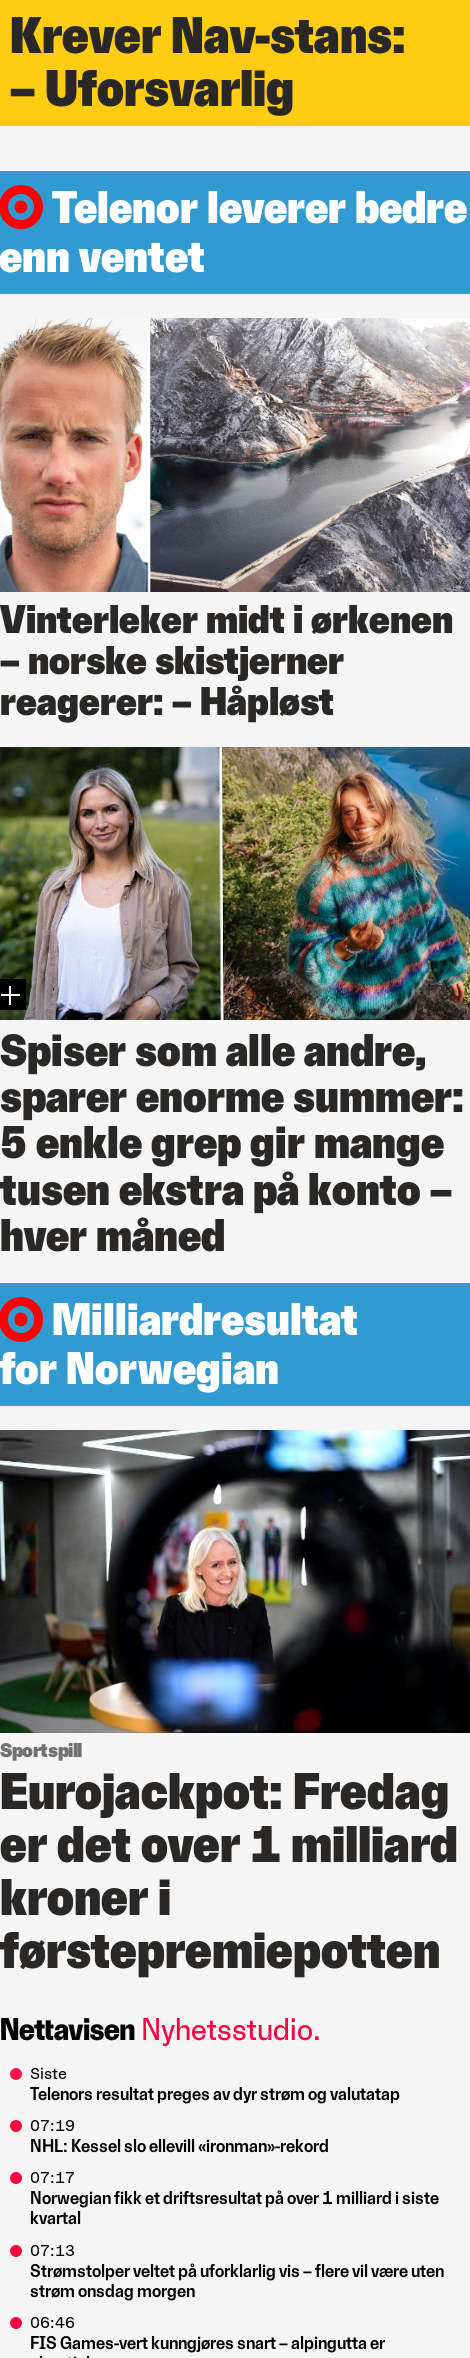 Krever Nav-stans:
– Uforsvarlig
Telenor leverer bedre
enn ventet
Vinterleker midt i ørkenen
– norske skistjerner
reagerer: – Håpløst
Spiser som alle andre,
sparer enorme summer:
5 enkle grep gir mange
tusen ekstra på konto –
hver måned
Milliardresultat
for Norwegian
Sportspill
Eurojackpot: Fredag
er det over 1 milliard
kroner i
førstepremiepotten
Nettavisen Nyhetsstudio.
Siste
Telenors resultat preges av dyr strøm og valutatap
07:19
NHL: Kessel slo ellevill «ironman»-rekord
07:17
Norwegian fikk et driftsresultat på over 1 milliard i siste
kvartal
07:13
Strømstolper veltet på uforklarlig vis – flere vil være uten
strøm onsdag morgen
06:46
FIS Games-vert kunngjøres snart – alpingutta er